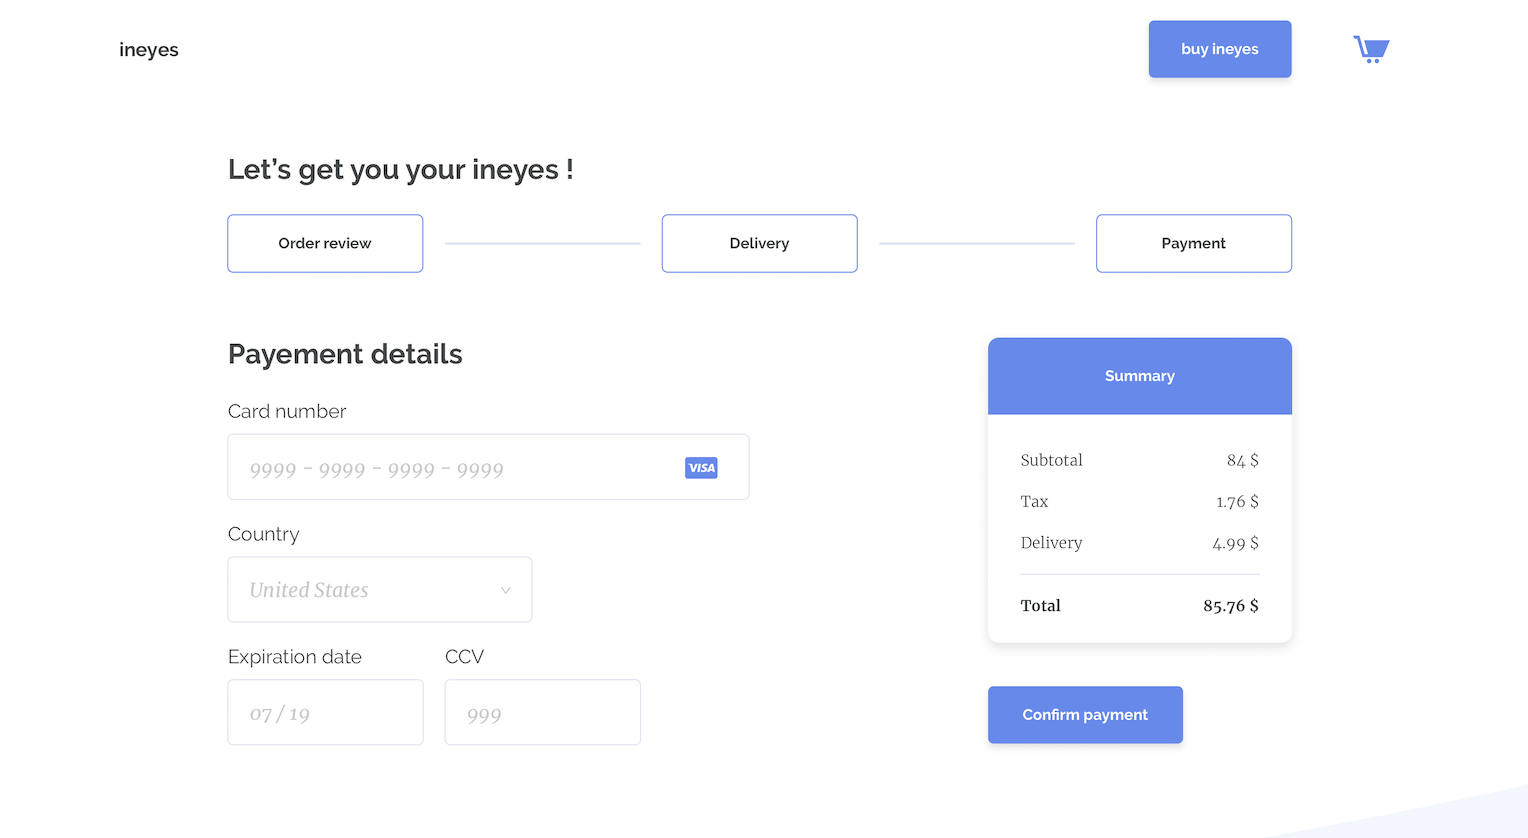 ineyes
buy ineyes
Let’s get you your ineyes !
Order review
Delivery
Payment
Payement details
Card number
9999 - 9999 - 9999 - 9999
VISA
Country
United States
Expiration date
CCV
07 / 19
999
Summary
Subtotal 84 $
Tax 1.76 $
Delivery 4.99 $
Total 85.76 $
Confirm payment